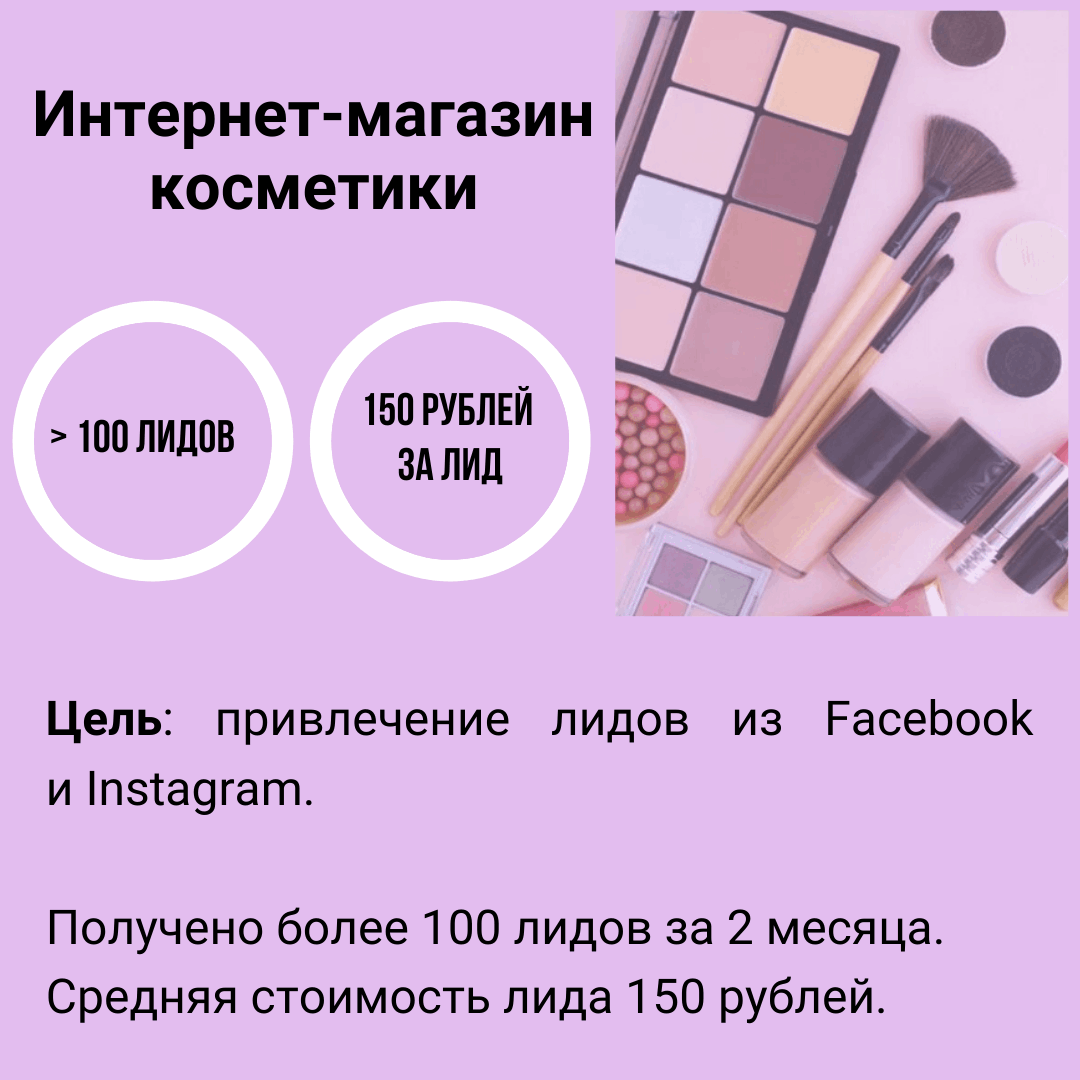 Интернет-магазин
косметики
> 100 ЛИДОВ
150 РУБЛЕЙ
ЗА ЛИД
Цель: привлечение лидов из Facebook
и Instagram.
Получено более 100 лидов за 2 месяца.
Средняя стоимость лида 150 рублей.